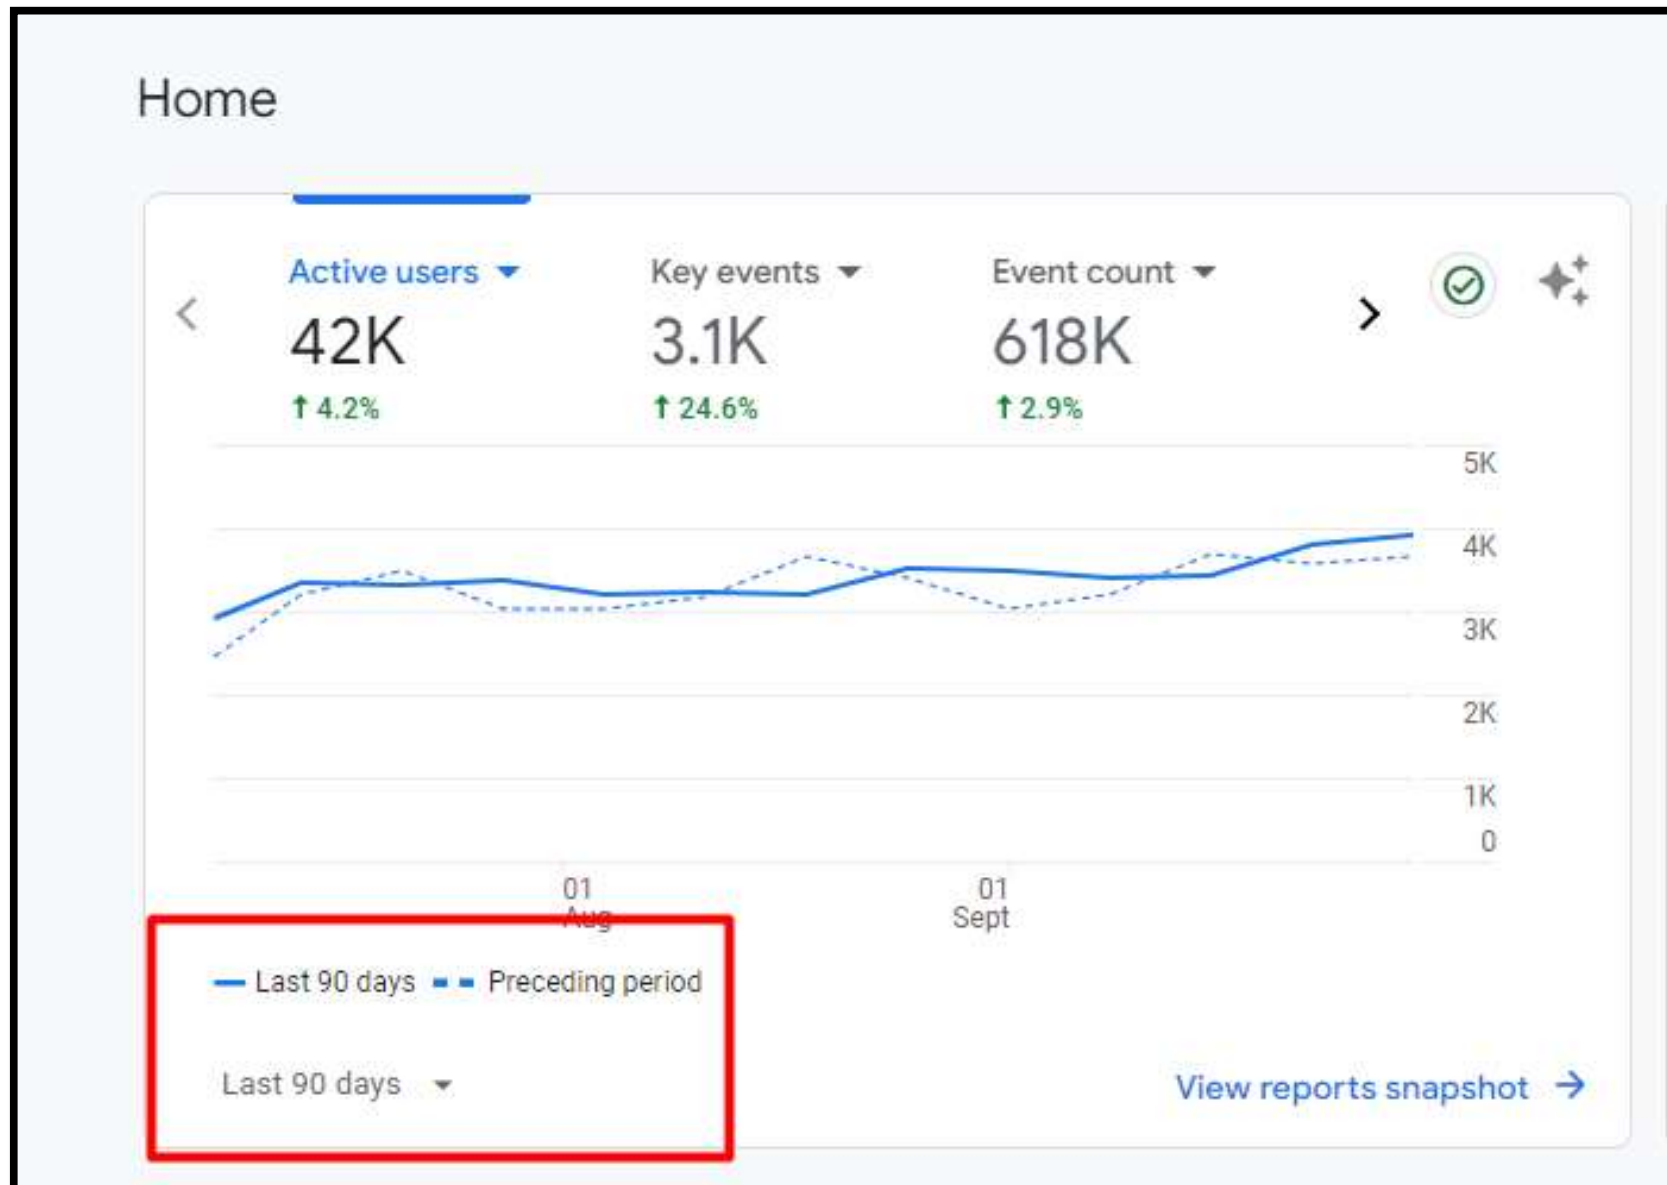 Home
Active users
Key events
Event count
42K
3.1K
618K
4.2%
24.6%
2.9%
5K
4K
3K
2K
1K
0
01
Aug
01
Sept
Last 90 days
Preceding period
Last 90 days
View reports snapshot